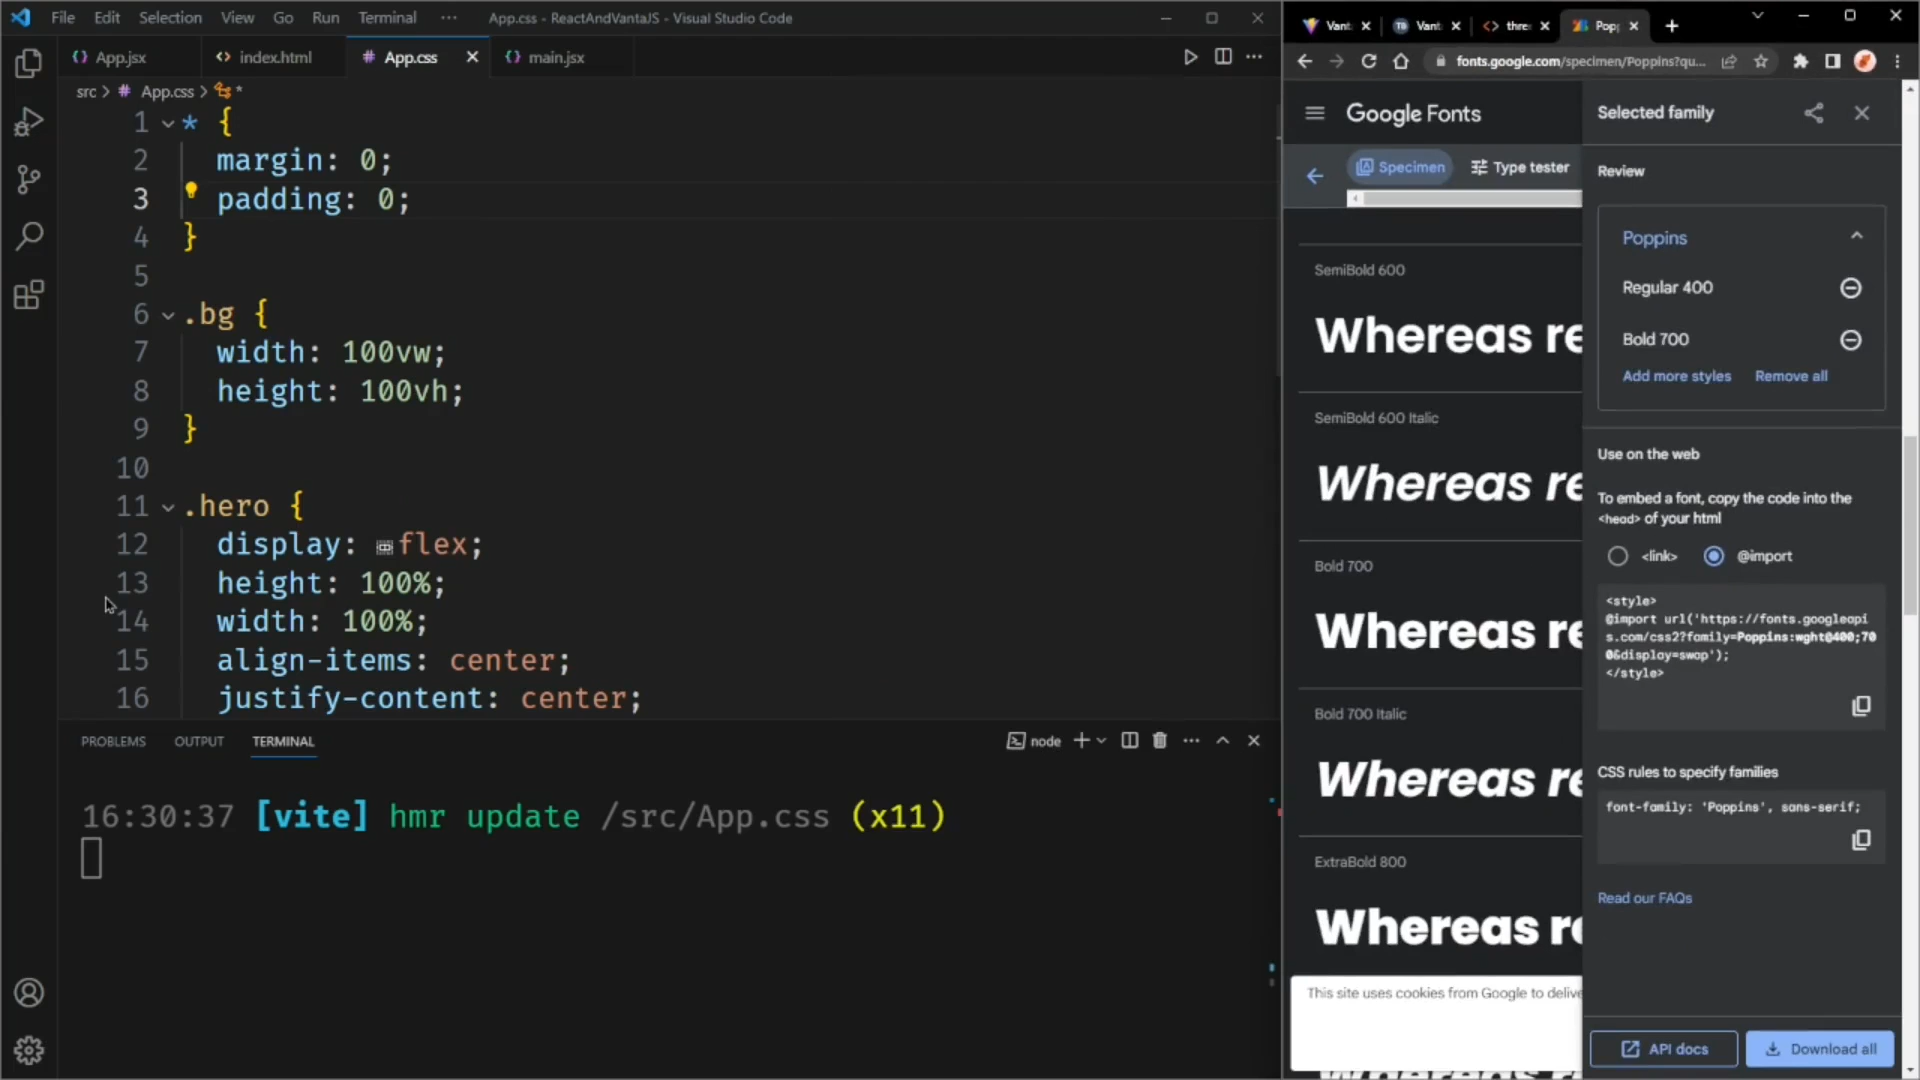 File Edit Selection View Go Run Terminal ··· App.css - ReactAndVantaJS - Visual Studio Code
App.jsx index.html # App.css main.jsx
src > # App.css > *
1 * {
2 margin: 0;
3 padding: 0;
4 }
5
6 .bg {
7 width: 100vw;
8 height: 100vh;
9 }
10
11 .hero {
12 display: flex;
13 height: 100%;
14 width: 100%;
15 align-items: center;
16 justify-content: center;
PROBLEMS OUTPUT TERMINAL node
16:30:37 [vite] hmr update /src/App.css (x11)
Vant Vant thre Pop
fonts.google.com/specimen/Poppins?qu...
Google Fonts
Specimen Type tester
SemiBold 600
Whereas re
SemiBold 600 Italic
Whereas re
Bold 700
Whereas re
Bold 700 Italic
Whereas re
ExtraBold 800
Whereas re
This site uses cookies from Google to delive
Whereas re
Selected family
Review
Poppins
Regular 400
Bold 700
Add more styles Remove all
Use on the web
To embed a font, copy the code into the
<head> of your html
<link> @import
<style>
@import url('https://fonts.googleapi
s.com/css2?family=Poppins:wght@400;70
0&display=swap');
</style>
CSS rules to specify families
font-family: 'Poppins', sans-serif;
Read our FAQs
API docs Download all